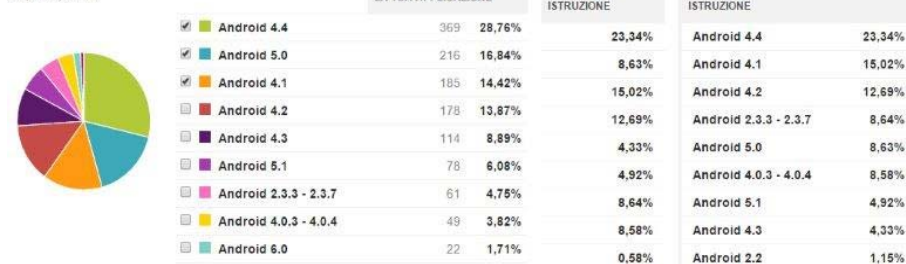 ISTRUZIONE ISTRUZIONE
Android 4.4 369 28,76% 23,34% Android 4.4 23,34%
Android 5.0 216 16,84% 8,63% Android 4.1 15,02%
Android 4.1 185 14,42% 15,02% Android 4.2 12,69%
Android 4.2 178 13,87% 12,69% Android 2.3.3 - 2.3.7 8,64%
Android 4.3 114 8,89% 4,33% Android 5.0 8,63%
Android 5.1 78 6,08% 4,92% Android 4.0.3 - 4.0.4 8,58%
Android 2.3.3 - 2.3.7 61 4,75% 8,64% Android 5.1 4,92%
Android 4.0.3 - 4.0.4 49 3,82% 8,58% Android 4.3 4,33%
Android 6.0 22 1,71% 0,58% Android 2.2 1,15%